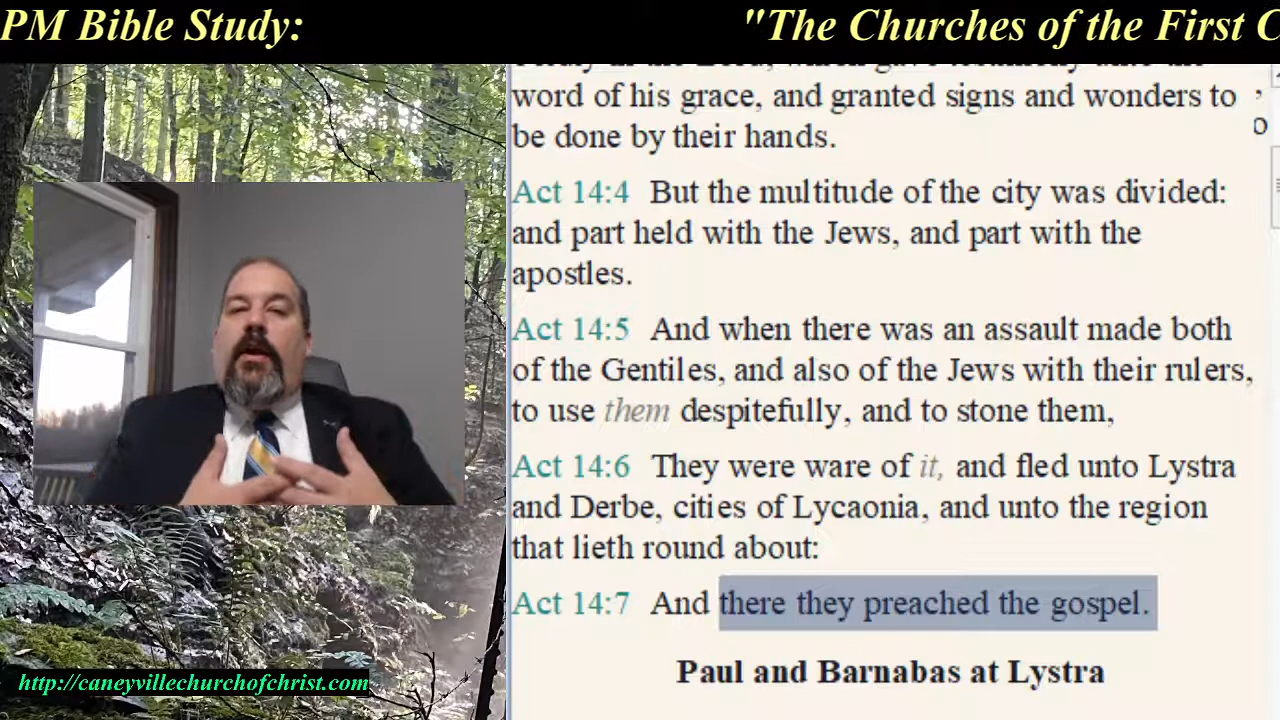 PM Bible Study:
"The Churches of the First C
word of his grace, and granted signs and wonders to
be done by their hands.
Act 14:4 But the multitude of the city was divided:
and part held with the Jews, and part with the
apostles.
Act 14:5 And when there was an assault made both
of the Gentiles, and also of the Jews with their rulers,
to use them despitefully, and to stone them,
Act 14:6 They were ware of it, and fled unto Lystra
and Derbe, cities of Lycaonia, and unto the region
that lieth round about:
Act 14:7 And there they preached the gospel.
Paul and Barnabas at Lystra
http://caneyvillechurchofchrist.com